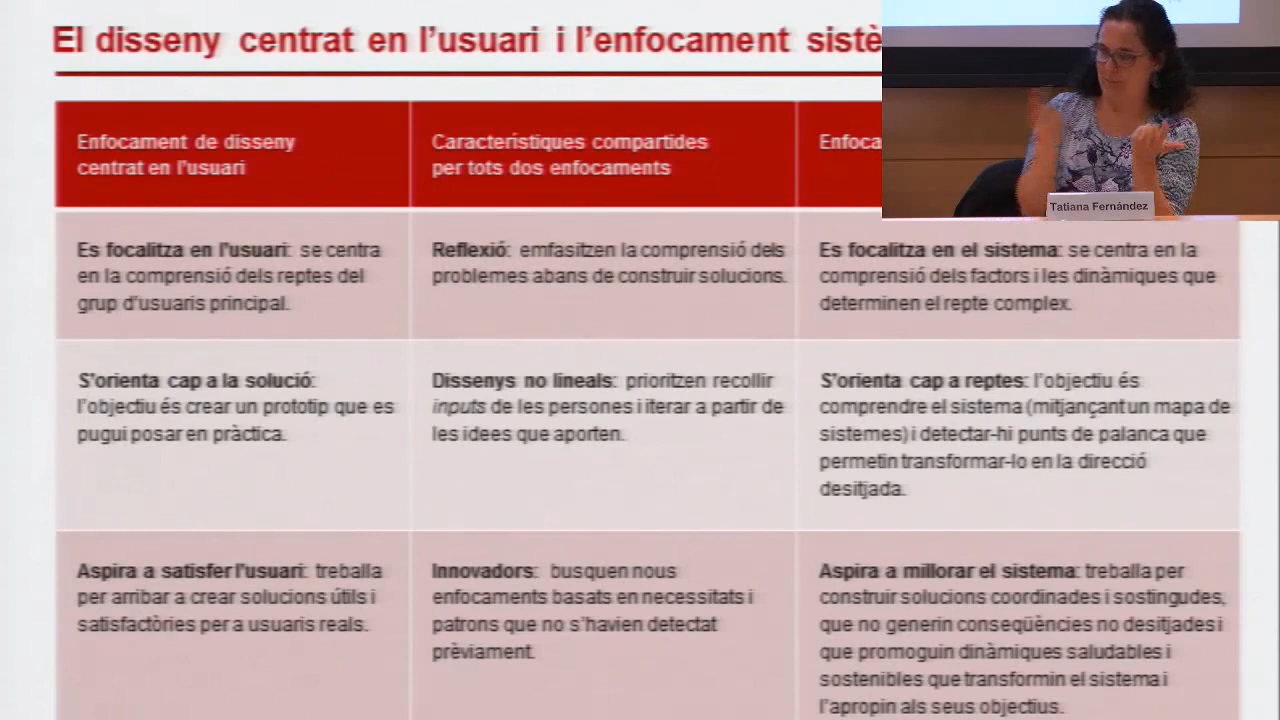 El disseny centrat en l'usuari i l'enfocament sistè
Enfocament de disseny
centrat en l'usuari
Característiques compartides
per tots dos enfocaments
Enfoca
Tatiana Fernández
Es focalitza en l'usuari: se centra
en la comprensió dels reptes del
grup d'usuaris principal.
Reflexió: emfasitzen la comprensió dels
problemes abans de construir solucions.
Es focalitza en el sistema: se centra en la
comprensió dels factors i les dinàmiques que
determinen el repte complex.
S'orienta cap a la solució:
l'objectiu és crear un prototip que es
pugui posar en pràctica.
Dissenys no lineals: prioritzen recollir
inputs de les persones i iterar a partir de
les idees que aporten.
S'orienta cap a reptes: l'objectiu és
comprendre el sistema (mitjançant un mapa de
sistemes) i detectar-hi punts de palanca que
permetin transformar-lo en la direcció
desitjada.
Aspira a satisfer l'usuari: treballa
per arribar a crear solucions útils i
satisfactòries per a usuaris reals.
Innovadors: busquen nous
enfocaments basats en necessitats i
patrons que no s'havien detectat
prèviament.
Aspira a millorar el sistema: treballa per
construir solucions coordinades i sostingudes,
que no generin conseqüències no desitjades i
que promoguin dinàmiques saludables i
sostenibles que transformin el sistema i
l'apropin als seus objectius.